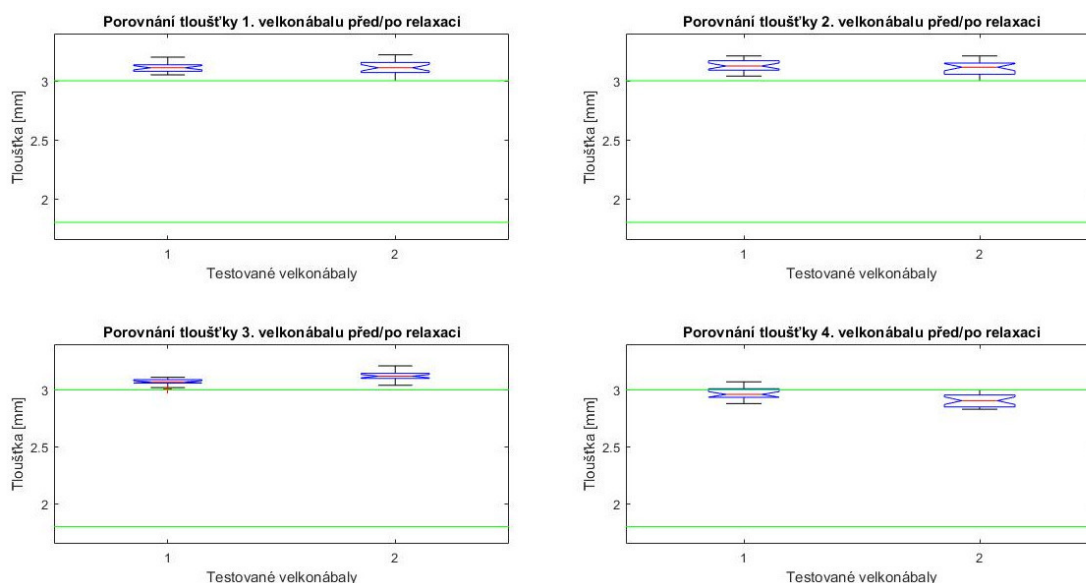 Porovnání tloušťky 1. velkonábalu před/po relaxaci
3
2.5
2
Tloušťka [mm]
1
2
Testované velkonábaly
Porovnání tloušťky 2. velkonábalu před/po relaxaci
3
2.5
2
Tloušťka [mm]
1
2
Testované velkonábaly
Porovnání tloušťky 3. velkonábalu před/po relaxaci
3
2.5
2
Tloušťka [mm]
1
2
Testované velkonábaly
Porovnání tloušťky 4. velkonábalu před/po relaxaci
3
2.5
2
Tloušťka [mm]
1
2
Testované velkonábaly